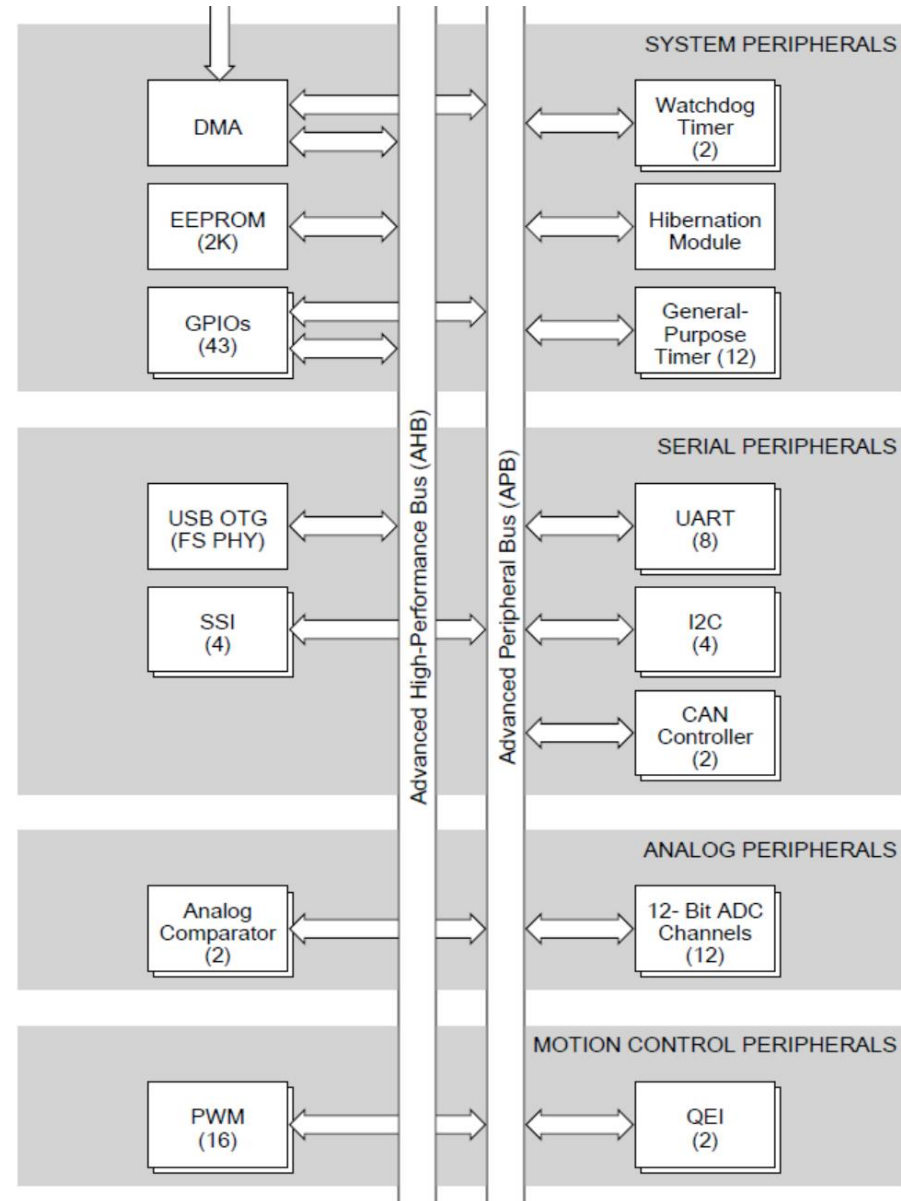 SYSTEM PERIPHERALS
DMA
Watchdog
Timer
(2)
EEPROM
(2K)
Hibernation
Module
GPIOs
(43)
General-
Purpose
Timer (12)
Advanced High-Performance Bus (AHB)
Advanced Peripheral Bus (APB)
SERIAL PERIPHERALS
USB OTG
(FS PHY)
UART
(8)
SSI
(4)
I2C
(4)
CAN
Controller
(2)
ANALOG PERIPHERALS
Analog
Comparator
(2)
12- Bit ADC
Channels
(12)
MOTION CONTROL PERIPHERALS
PWM
(16)
QEI
(2)